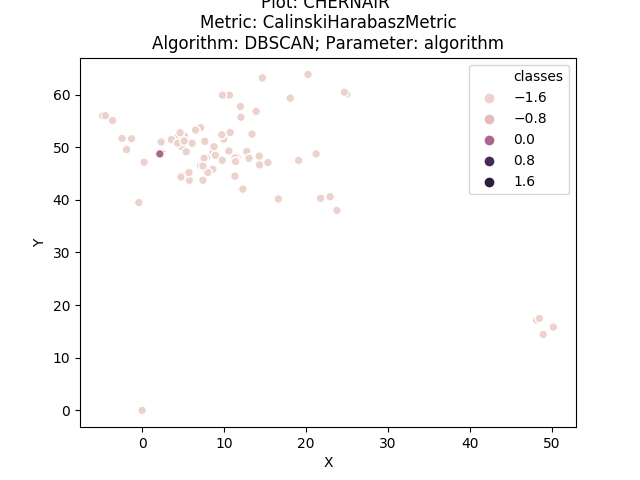 Plot: CHERNAIR
Metric: CalinskiHarabaszMetric
Algorithm: DBSCAN; Parameter: algorithm
60
50
40
30
20
10
0
Y
classes
−1.6
−0.8
0.0
0.8
1.6
0 10 20 30 40 50
X